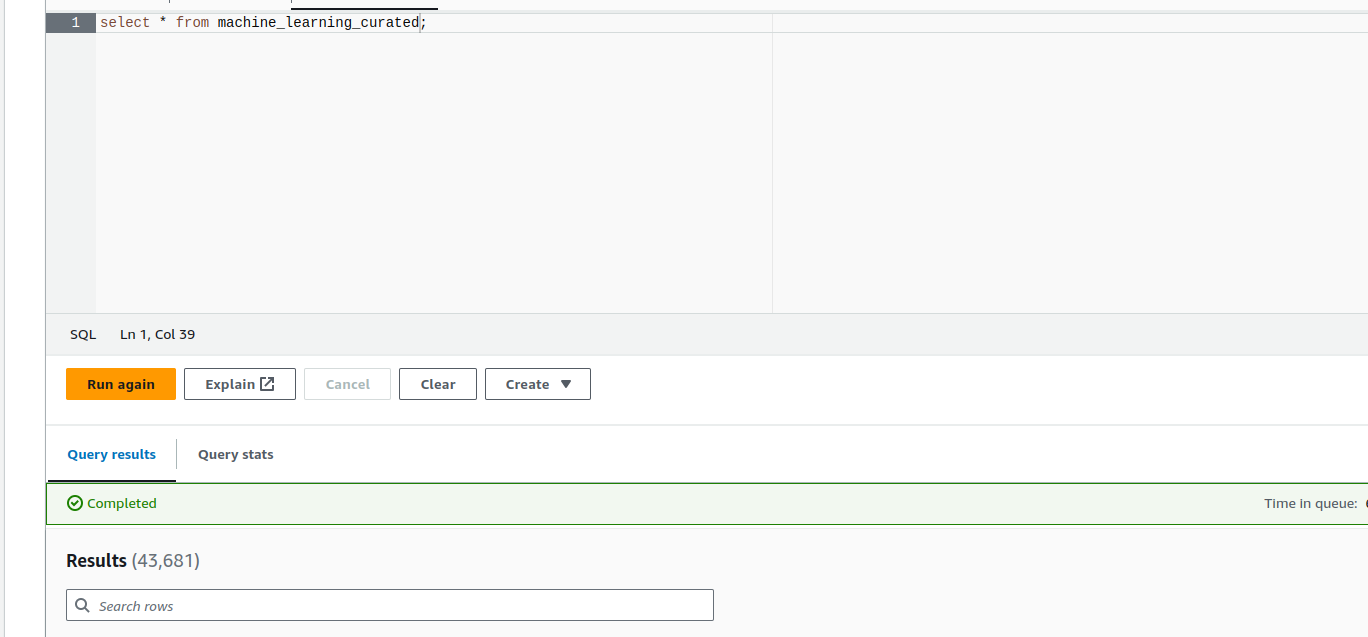 1 select * from machine_learning_curated;
SQL Ln 1, Col 39
Run again Explain Cancel Clear Create
Query results Query stats
Completed Time in queue:
Results (43,681)
Search rows